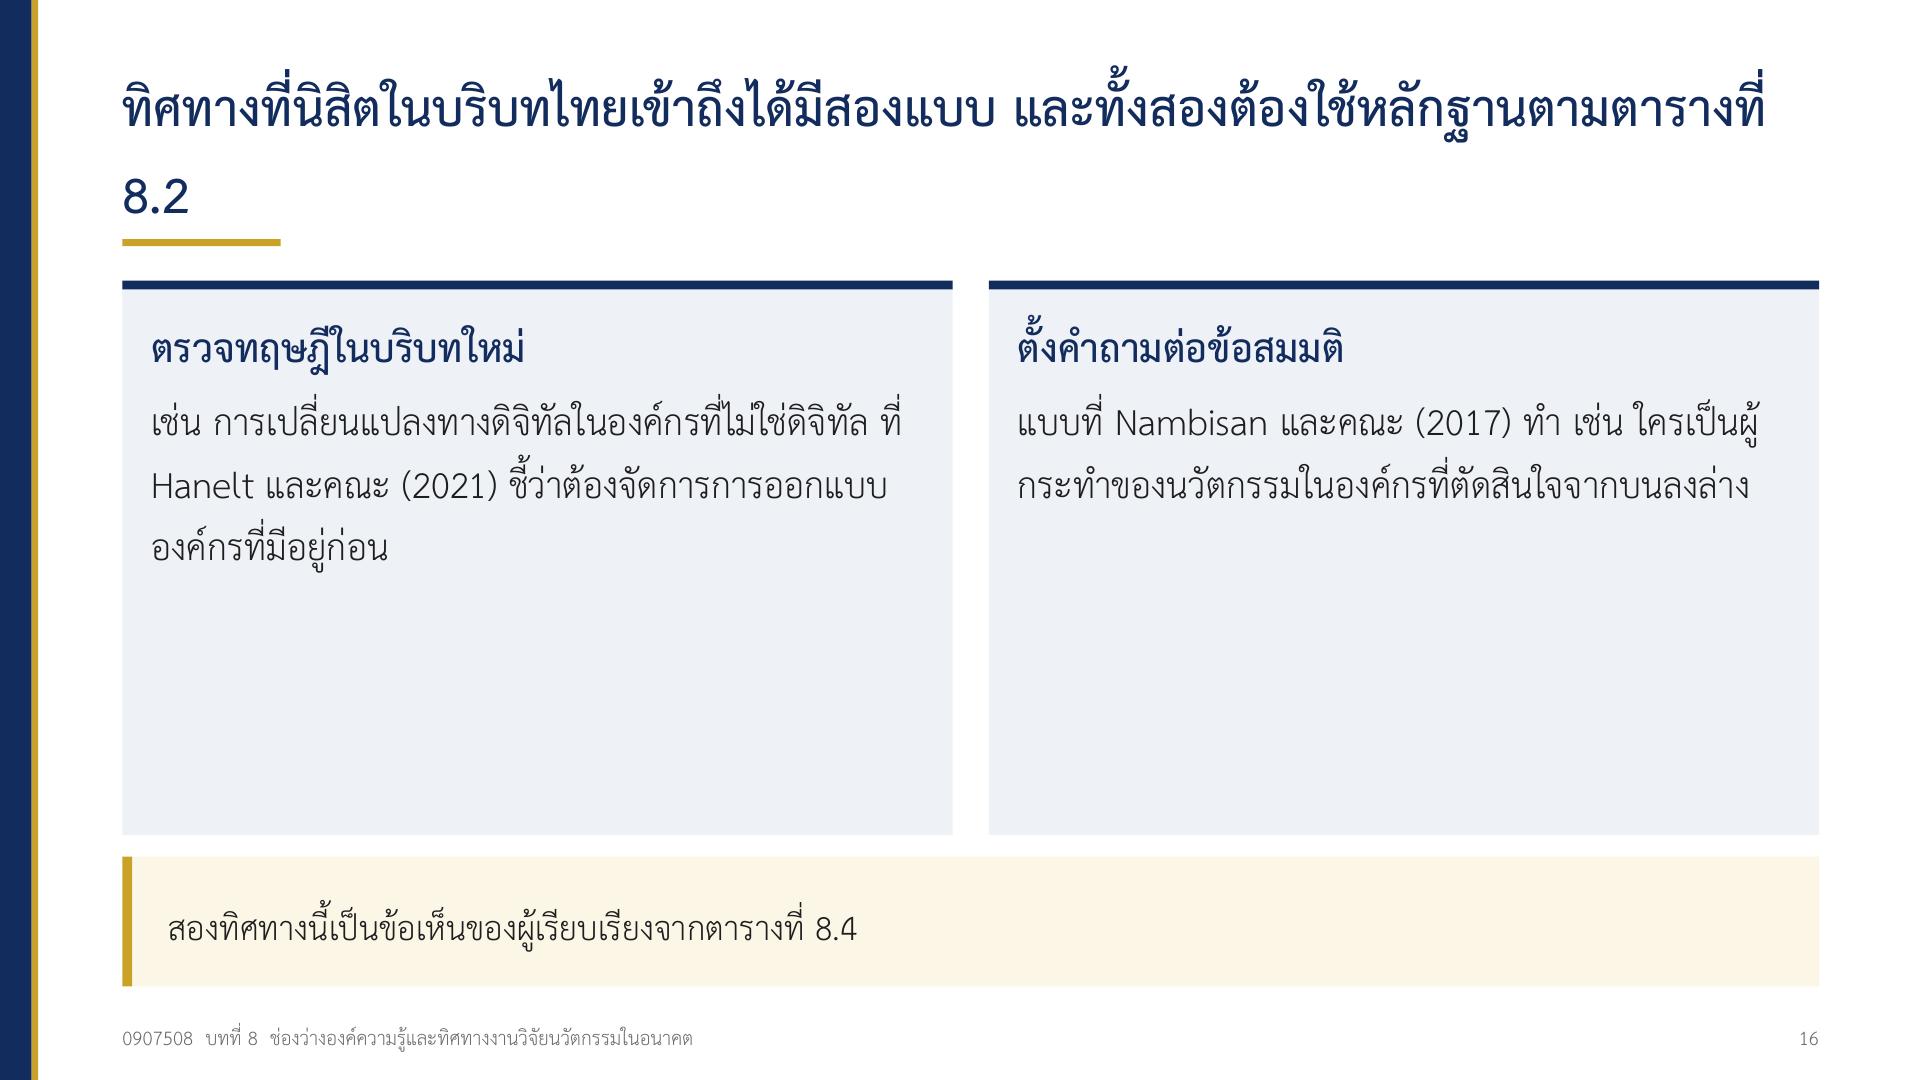 ทิศทางที่นิสิตในบริบทไทยเข้าถึงได้มีสองแบบ และทั้งสองต้องใช้หลักฐานตามตารางที่
8.2
ตรวจทฤษฎีในบริบทใหม่
เช่น การเปลี่ยนแปลงทางดิจิทัลในองค์กรที่ไม่ใช่ดิจิทัล ที่
Hanelt และคณะ (2021) ชี้ว่าต้องจัดการการออกแบบ
องค์กรที่มีอยู่ก่อน
ตั้งคำถามต่อข้อสมมติ
แบบที่ Nambisan และคณะ (2017) ทำ เช่น ใครเป็นผู้
กระทำของนวัตกรรมในองค์กรที่ตัดสินใจจากบนลงล่าง
สองทิศทางนี้เป็นข้อเห็นของผู้เรียบเรียงจากตารางที่ 8.4
0907508 บทที่ 8 ช่องว่างองค์ความรู้และทิศทางงานวิจัยนวัตกรรมในอนาคต
16